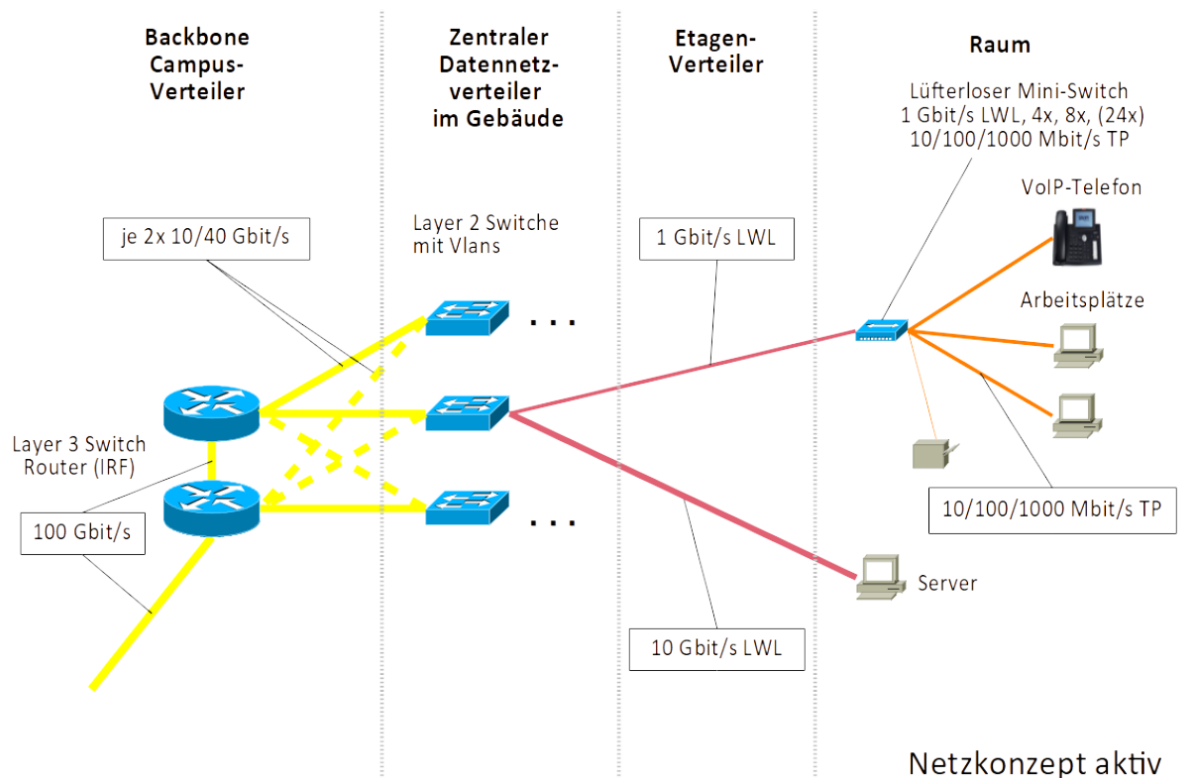 Backbone
Campus-
Verteiler
Zentraler
Datennetz-
verteiler
im Gebäude
Etagen-
Verteiler
Raum
Lüfterloser Mini-Switch
1 Gbit/s LWL, 4x, 8x, (24x)
10/100/1000 Mbit/s TP
VoIP-Telefon
je 2x 10/40 Gbit/s
Layer 2 Switche
mit Vlans
1 Gbit/s LWL
Arbeitsplätze
...
Layer 3 Switch
Router (IRF)
100 Gbit/s
...
10/100/1000 Mbit/s TP
Server
10 Gbit/s LWL
Netzkonzept aktiv